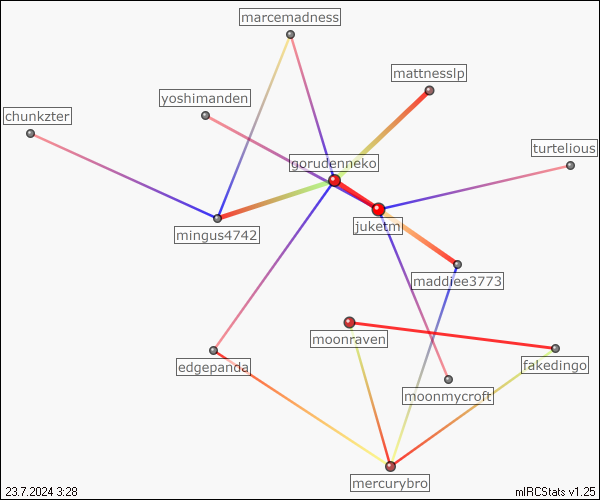 marcemadness
mattnesslp
yoshimanden
chunkzter
turtelious
gorudenneko
juketm
mingus4742
maddiee3773
moonraven
edgepanda
fakedingo
moonmycroft
mercurybro
23.7.2024 3:28
mIRCStats v1.25